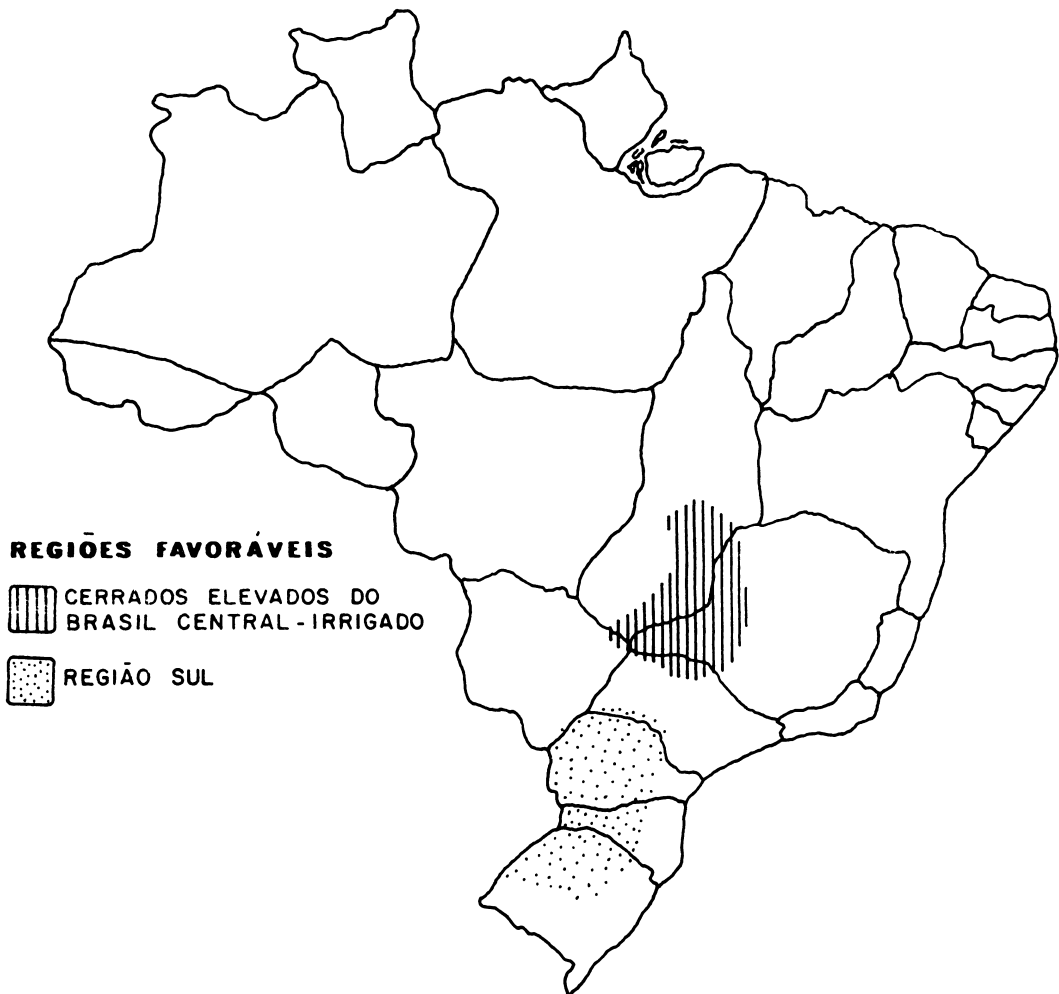 REGIÕES FAVORÁVEIS
CERRADOS ELEVADOS DO
BRASIL CENTRAL-IRRIGADO
REGIÃO SUL